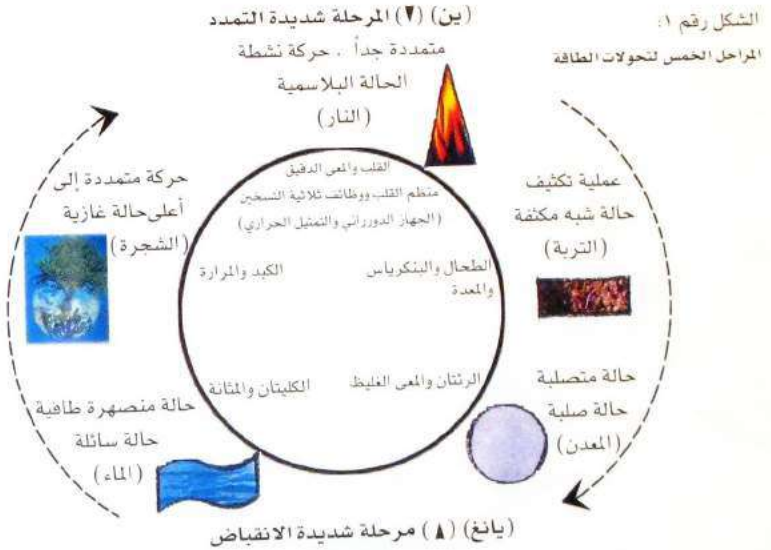 الشكل رقم ١:
المراحل الخمس لتحولات الطاقة
(ين) (▼) المرحلة شديدة التمدد
متمددة جداً . حركة نشطة
الحالة البلاسمية
(النار)
عملية تكثيف
حالة شبه مكثفة
(التربة)
حالة متصلبة
حالة صلبة
(المعدن)
(يانغ) (▲) مرحلة شديدة الانقباض
حالة منصهرة طافية
حالة سائلة
(الماء)
حركة متمددة إلى
أعلى حالة غازية
(الشجرة)
القلب والمعى الدقيق
منظم القلب ووظائف ثلاثية التسخين
(الجهاز الدوراني والتمثيل الحراري)
الطحال والبنكرياس
والمعدة
الكبد والمرارة
الرئتان والمعى الغليظ
الكليتان والمثانة